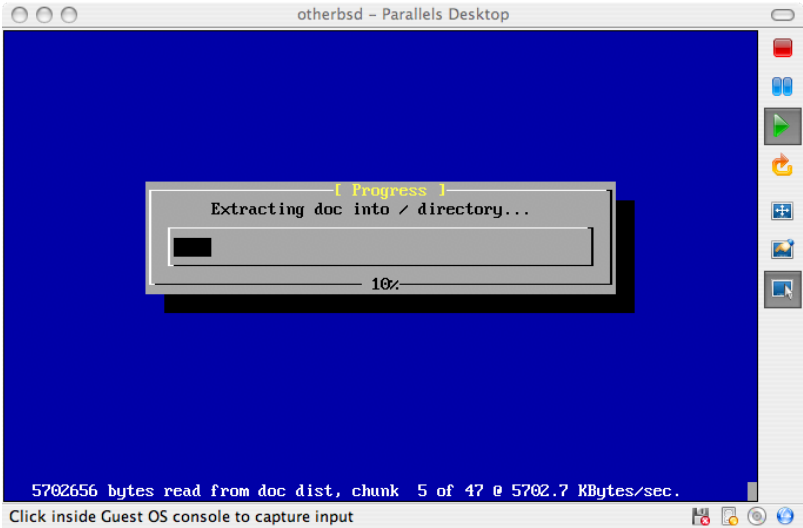 otherbsd – Parallels Desktop
[ Progress ]
Extracting doc into / directory...
10%
5702656 bytes read from doc dist, chunk  5 of 47 @ 5702.7 KBytes/sec.
Click inside Guest OS console to capture input